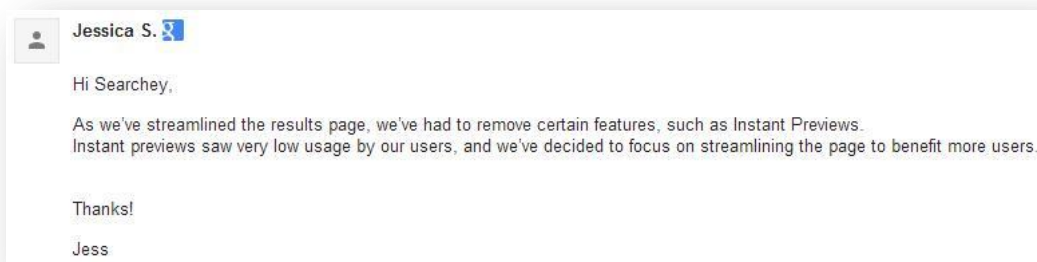 Jessica S.
Hi Searchey,
As we've streamlined the results page, we've had to remove certain features, such as Instant Previews.
Instant previews saw very low usage by our users, and we've decided to focus on streamlining the page to benefit more users.
Thanks!
Jess